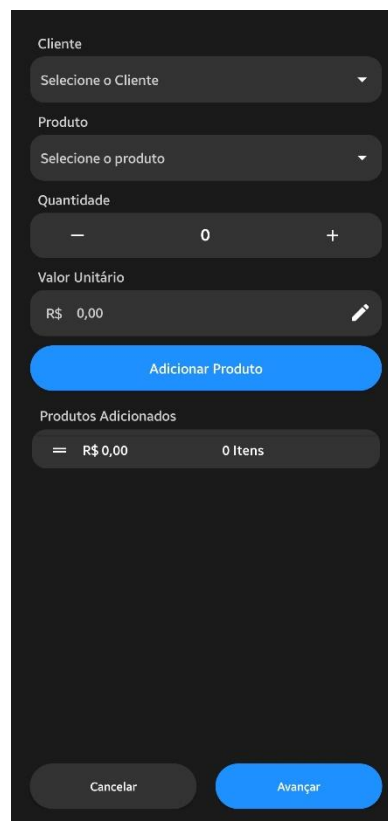 Cliente
Selecione o Cliente
Produto
Selecione o produto
Quantidade
— 0 +
Valor Unitário
R$ 0,00
Adicionar Produto
Produtos Adicionados
R$ 0,00 0 Itens
Cancelar Avançar